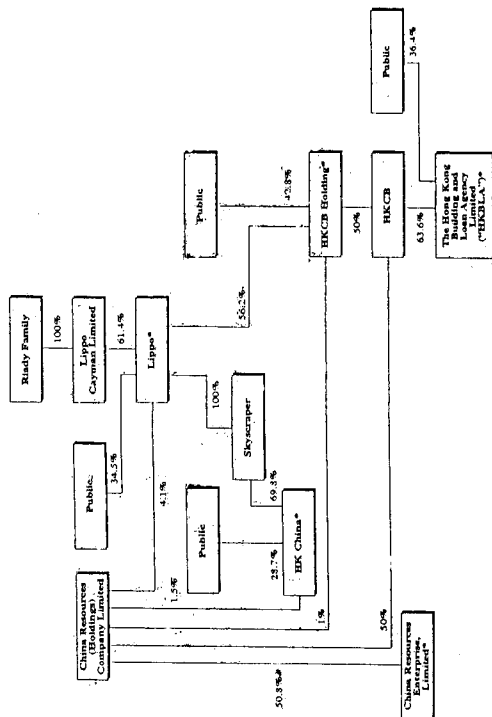 Riady Family
100%
Lippo
Cayman Limited
61.4%
Public
34.5%
Lippo*
China Resources
(Holdings)
Company Limited
4.1%
1.5%
1%
50%
50.8%*
Public
42.8%
56.2%
100%
Skyscraper
69.8%
Public
28.7%
HK China*
HKCB Holding*
50%
HKCB
63.6%
Public
36.4%
The Hong Kong
Building and
Loan Agency
Limited
("HKBLA")*
China Resources
Enterprise,
Limited*